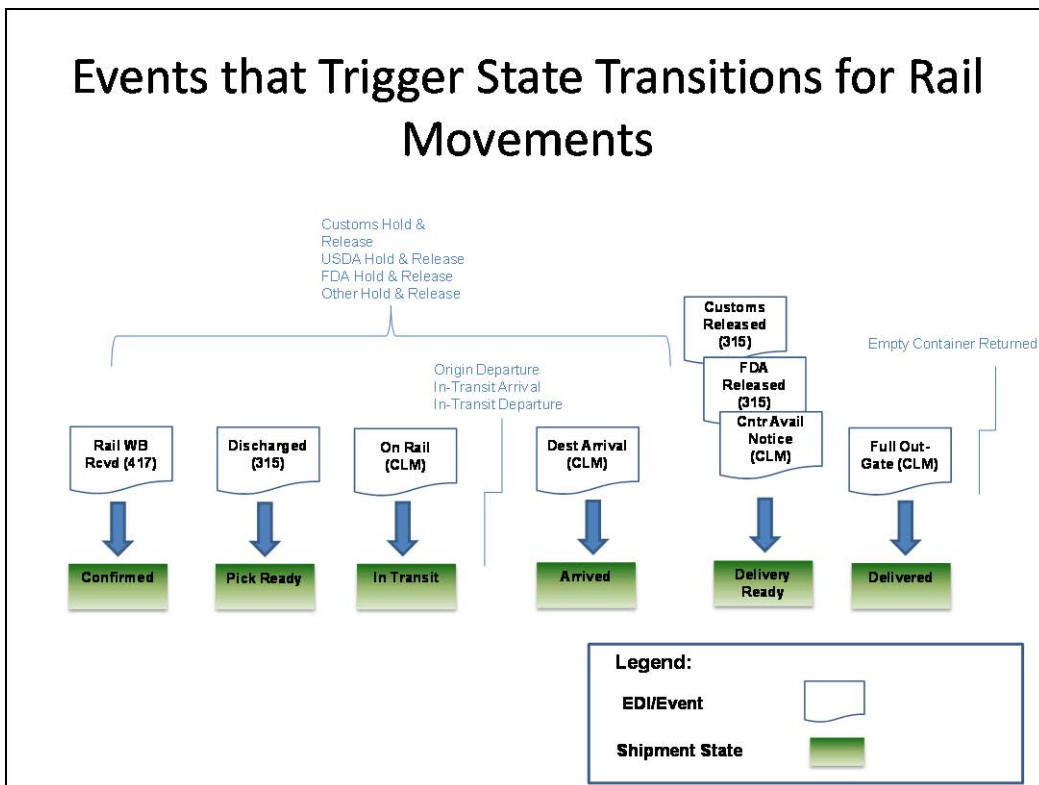 Events that Trigger State Transitions for Rail
Movements
Customs Hold &
Release
USDA Hold & Release
FDA Hold & Release
Other Hold & Release
Origin Departure
In-Transit Arrival
In-Transit Departure
Customs
Released
(315)
FDA
Released
(315)
Cntr Avail
Notice
(CLM)
Empty Container Returned
Rail WB
Rcvd (417)
Discharged
(315)
On Rail
(CLM)
Dest Arrival
(CLM)
Full Out-
Gate (CLM)
Confirmed
Pick Ready
In Transit
Arrived
Delivery
Ready
Delivered
Legend:
EDI/Event
Shipment State